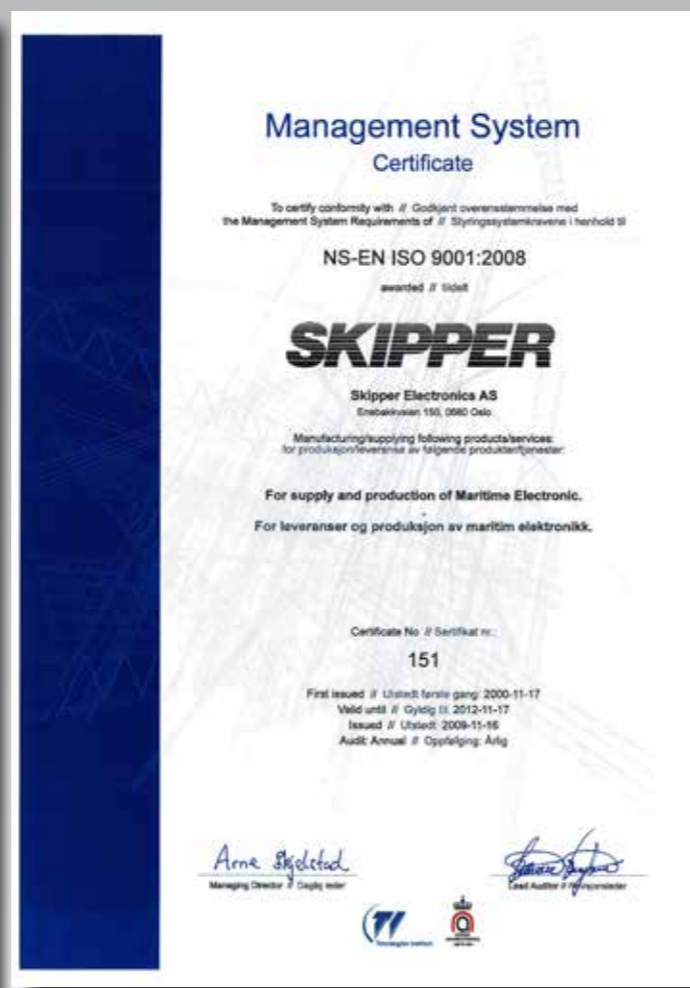 Management System
Certificate
To certify conformity with // Godkjent overensstemmelse med
the Management System Requirements of // Styringssystemkravene i henhold til
NS-EN ISO 9001:2008
awarded // tildelt
SKIPPER
Skipper Electronics AS
Enebakkveien 150, 0680 Oslo
Manufacturing/supplying following products/services:
for produksjon/leveranse av følgende produkter/tjenester:
For supply and production of Maritime Electronic.
-
For leveranser og produksjon av maritim elektronikk.
Certificate No // Sertifikat nr.:
151
First issued // Utstedt første gang: 2000-11-17
Valid until // Gyldig til: 2012-11-17
Issued // Utstedt: 2009-11-16
Audit: Annual // Oppfølging: Årlig
Arne Skjelstad
Managing Director // Daglig leder
Lead Auditor // Revisjonsleder
TI
Teknologisk Institutt